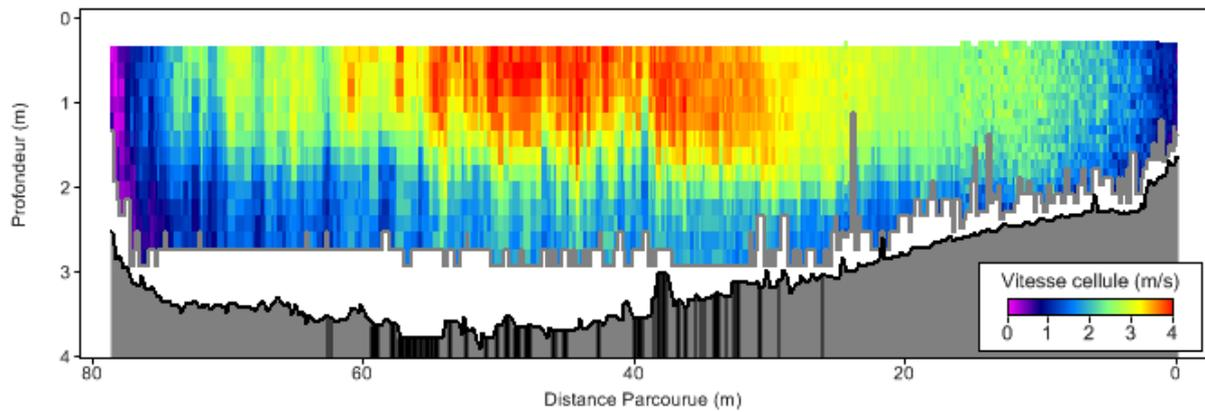 Profondeur (m)
0
1
2
3
4
Vitesse cellule (m/s)
0 1 2 3 4
80 60 40 20 0
Distance Parcourue (m)